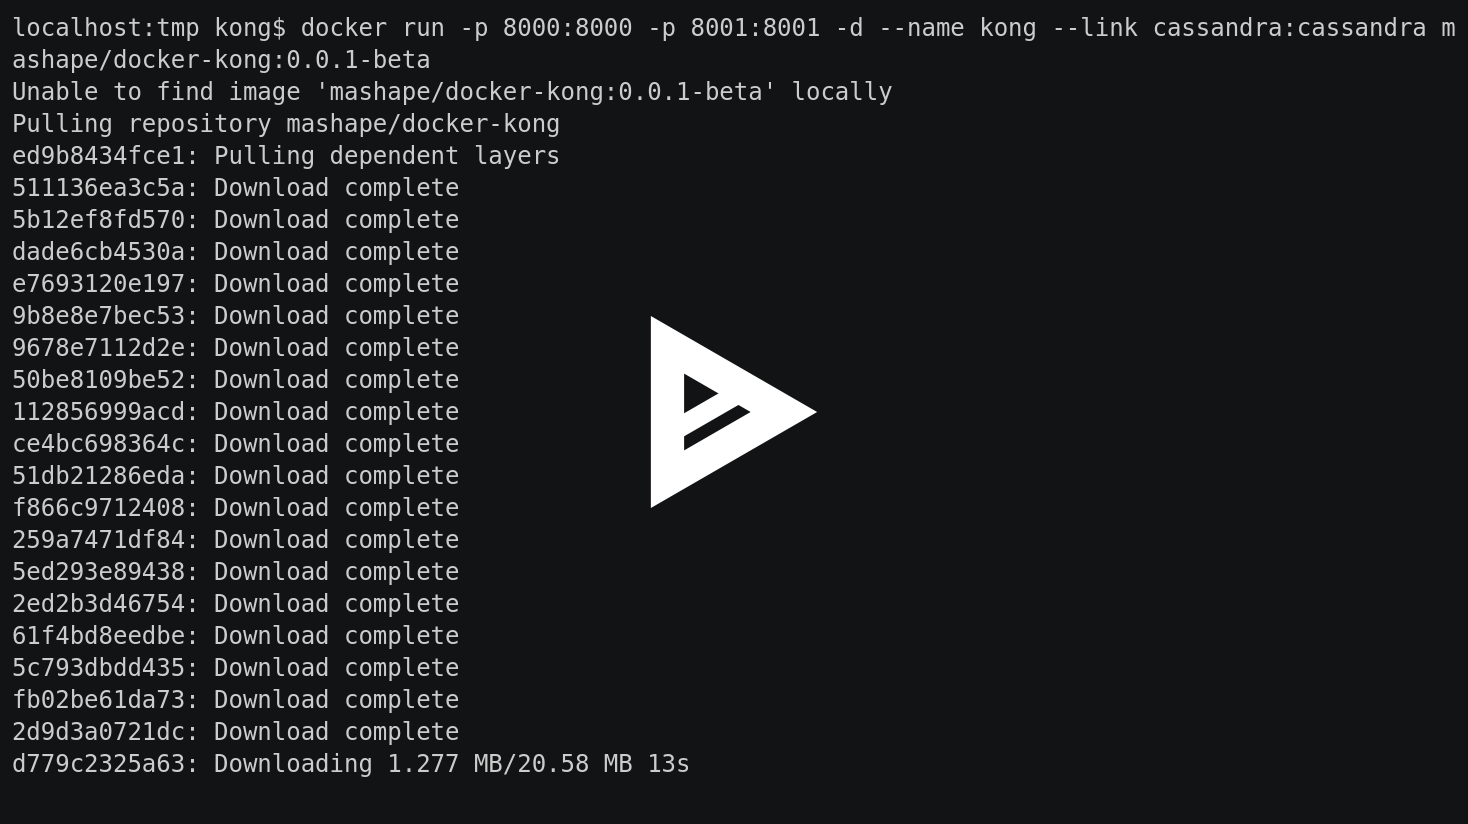 localhost:tmp kong$ docker run -p 8000:8000 -p 8001:8001 -d --name kong --link cassandra:cassandra m
ashape/docker-kong:0.0.1-beta
Unable to find image 'mashape/docker-kong:0.0.1-beta' locally
Pulling repository mashape/docker-kong
ed9b8434fce1: Pulling dependent layers
511136ea3c5a: Download complete
5b12ef8fd570: Download complete
dade6cb4530a: Download complete
e7693120e197: Download complete
9b8e8e7bec53: Download complete
9678e7112d2e: Download complete
50be8109be52: Download complete
112856999acd: Download complete
ce4bc698364c: Download complete
51db21286eda: Download complete
f866c9712408: Download complete
259a7471df84: Download complete
5ed293e89438: Download complete
2ed2b3d46754: Download complete
61f4bd8eedbe: Download complete
5c793dbdd435: Download complete
fb02be61da73: Download complete
2d9d3a0721dc: Download complete
d779c2325a63: Downloading 1.277 MB/20.58 MB 13s